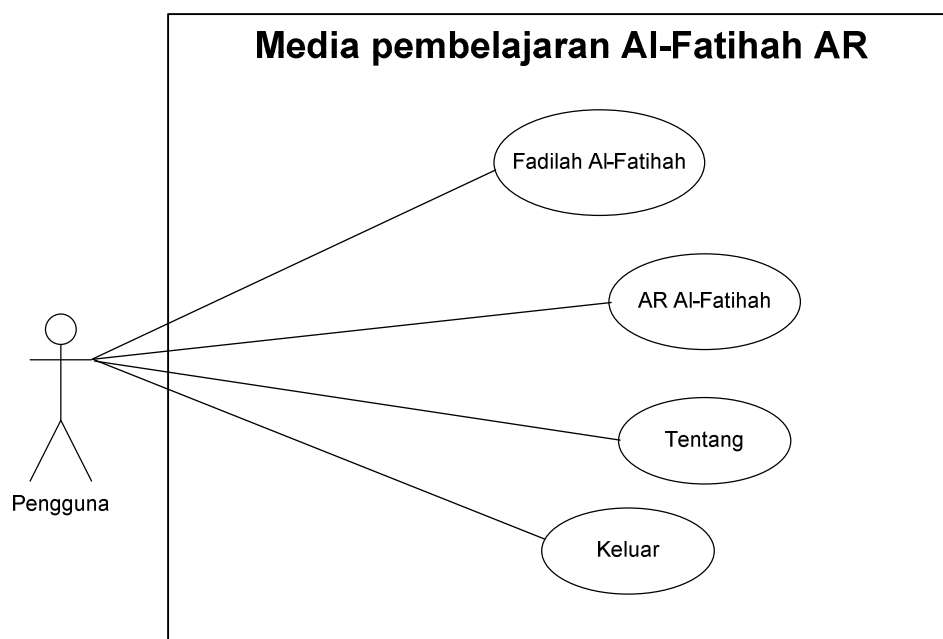 Media pembelajaran Al-Fatihah AR
Fadilah Al-Fatihah
AR Al-Fatihah
Tentang
Pengguna
Keluar